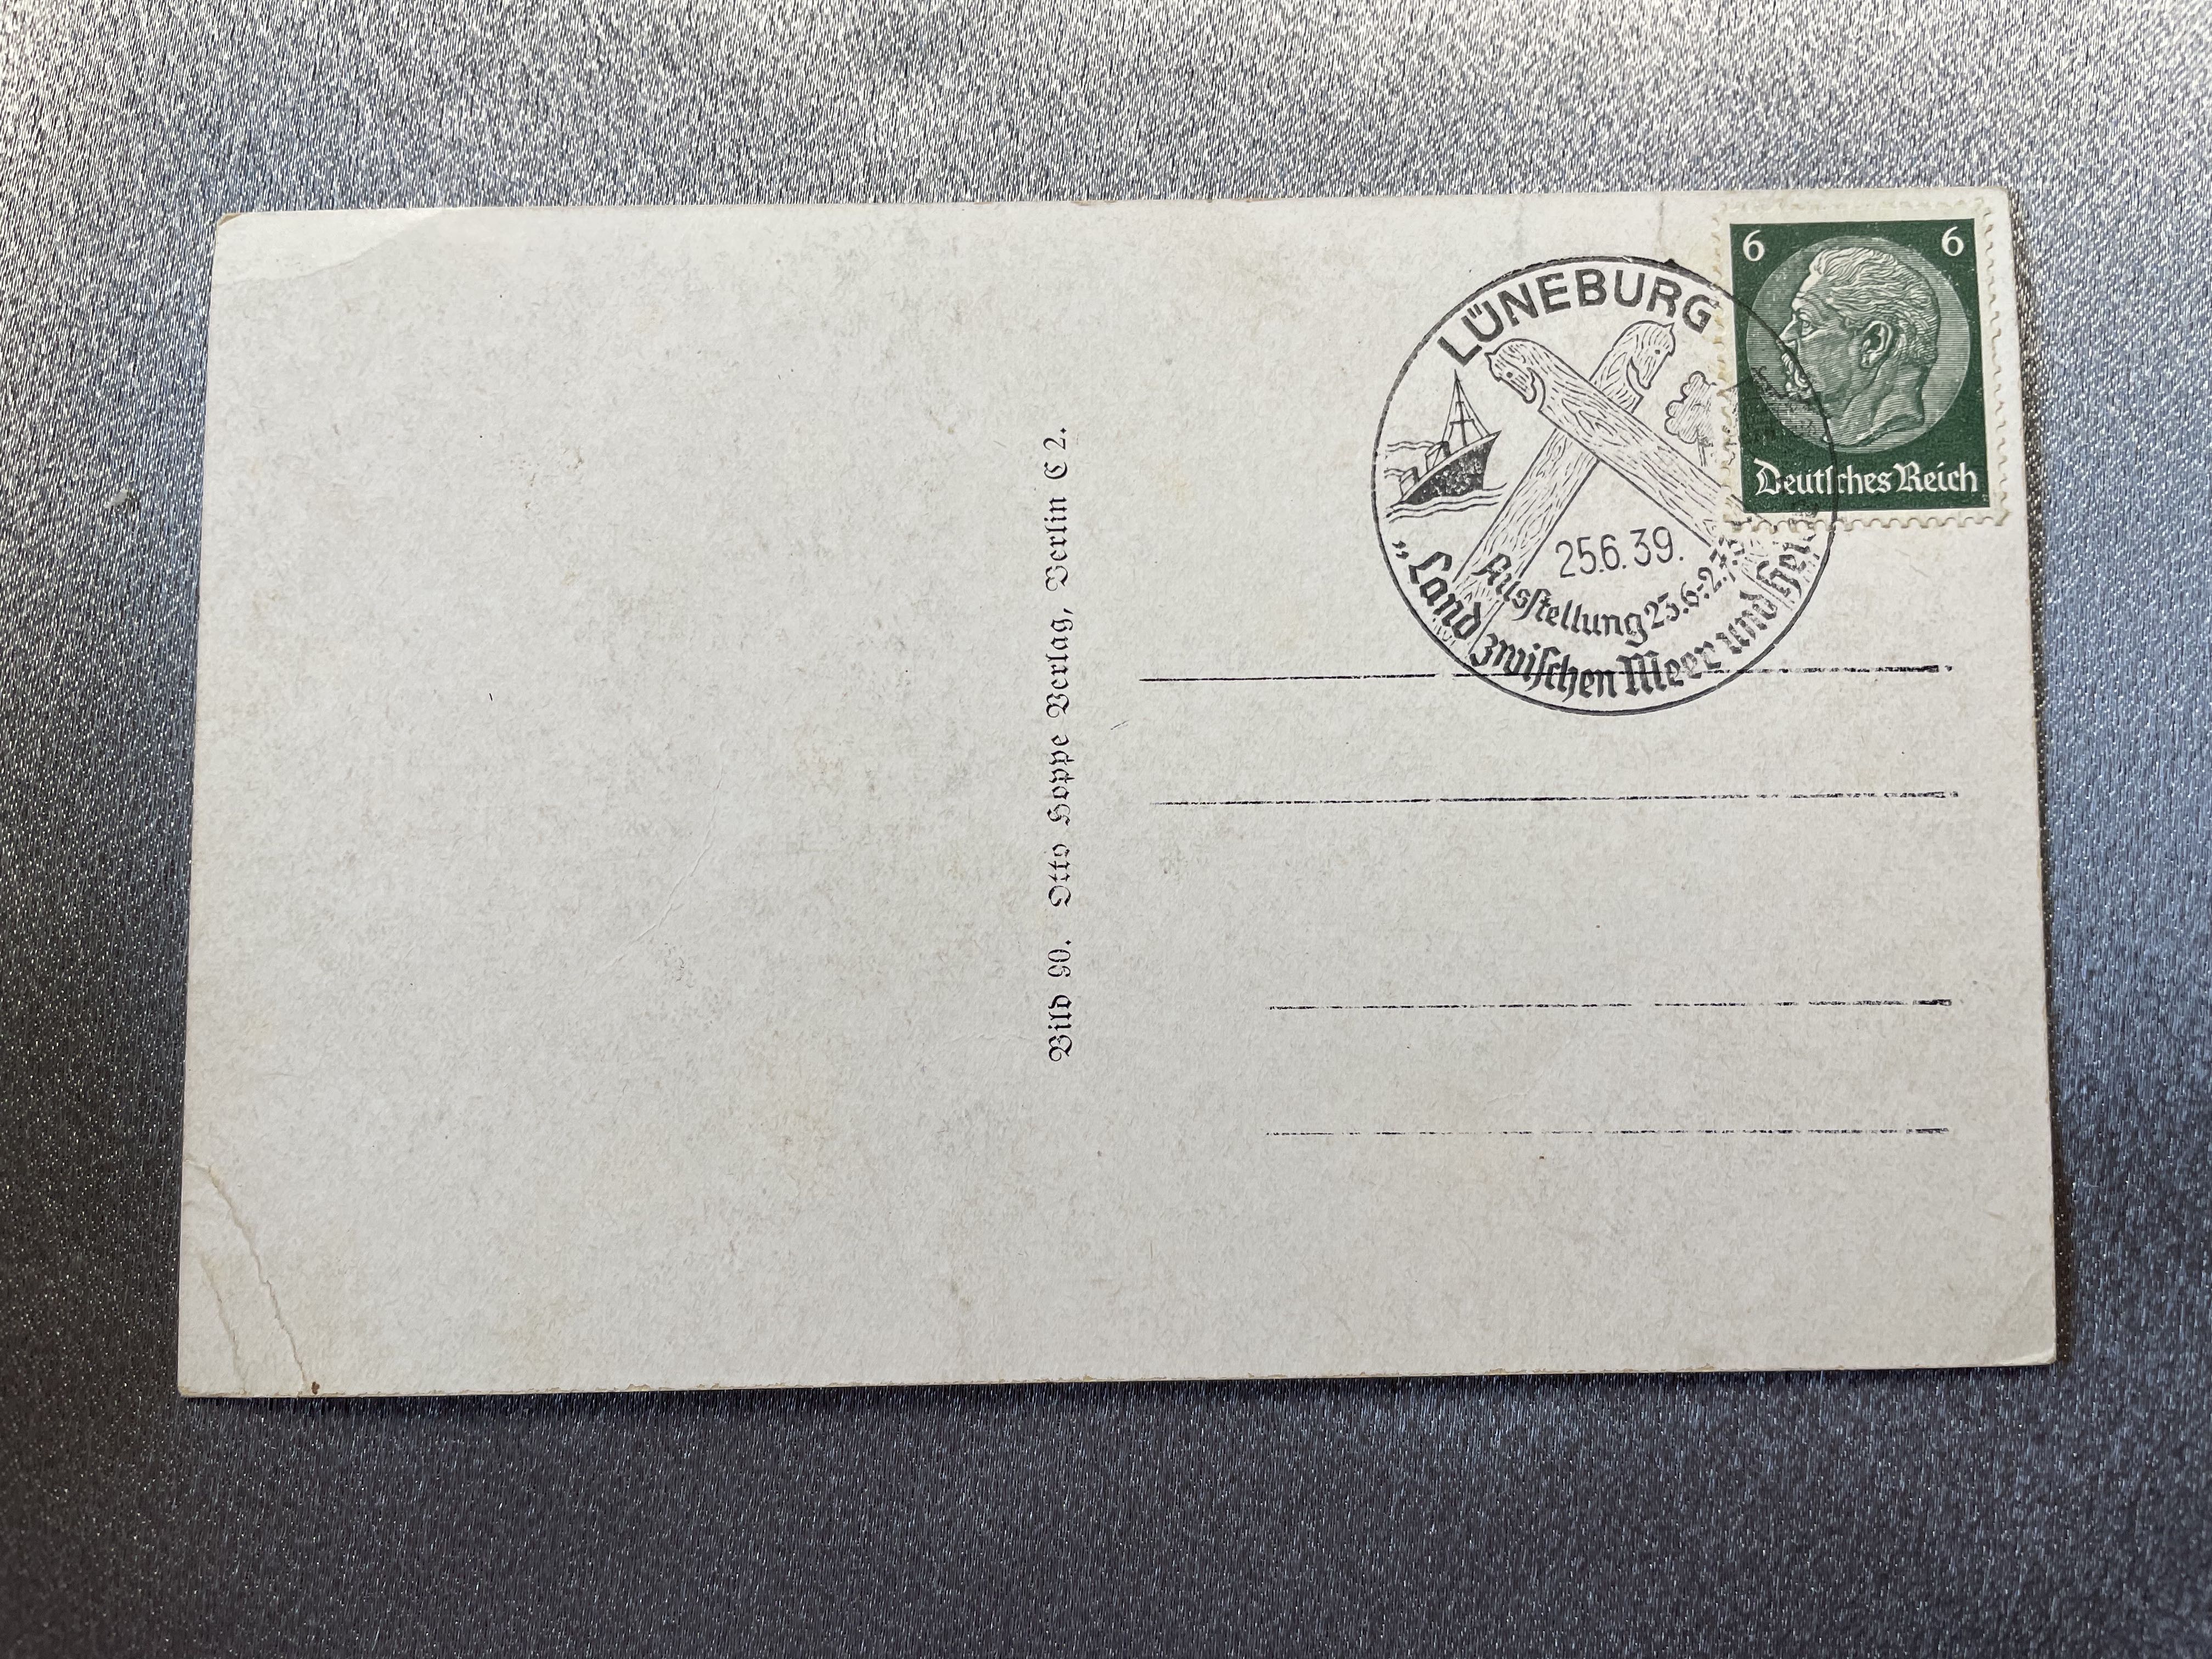 6 6
Deutsches Reich
LÜNEBURG
25.6.39.
Ausstellung 23.6.-2.7.
„Land zwischen Meer und
Bild 90. Otto Hoppe Verlag, Berlin C 2.